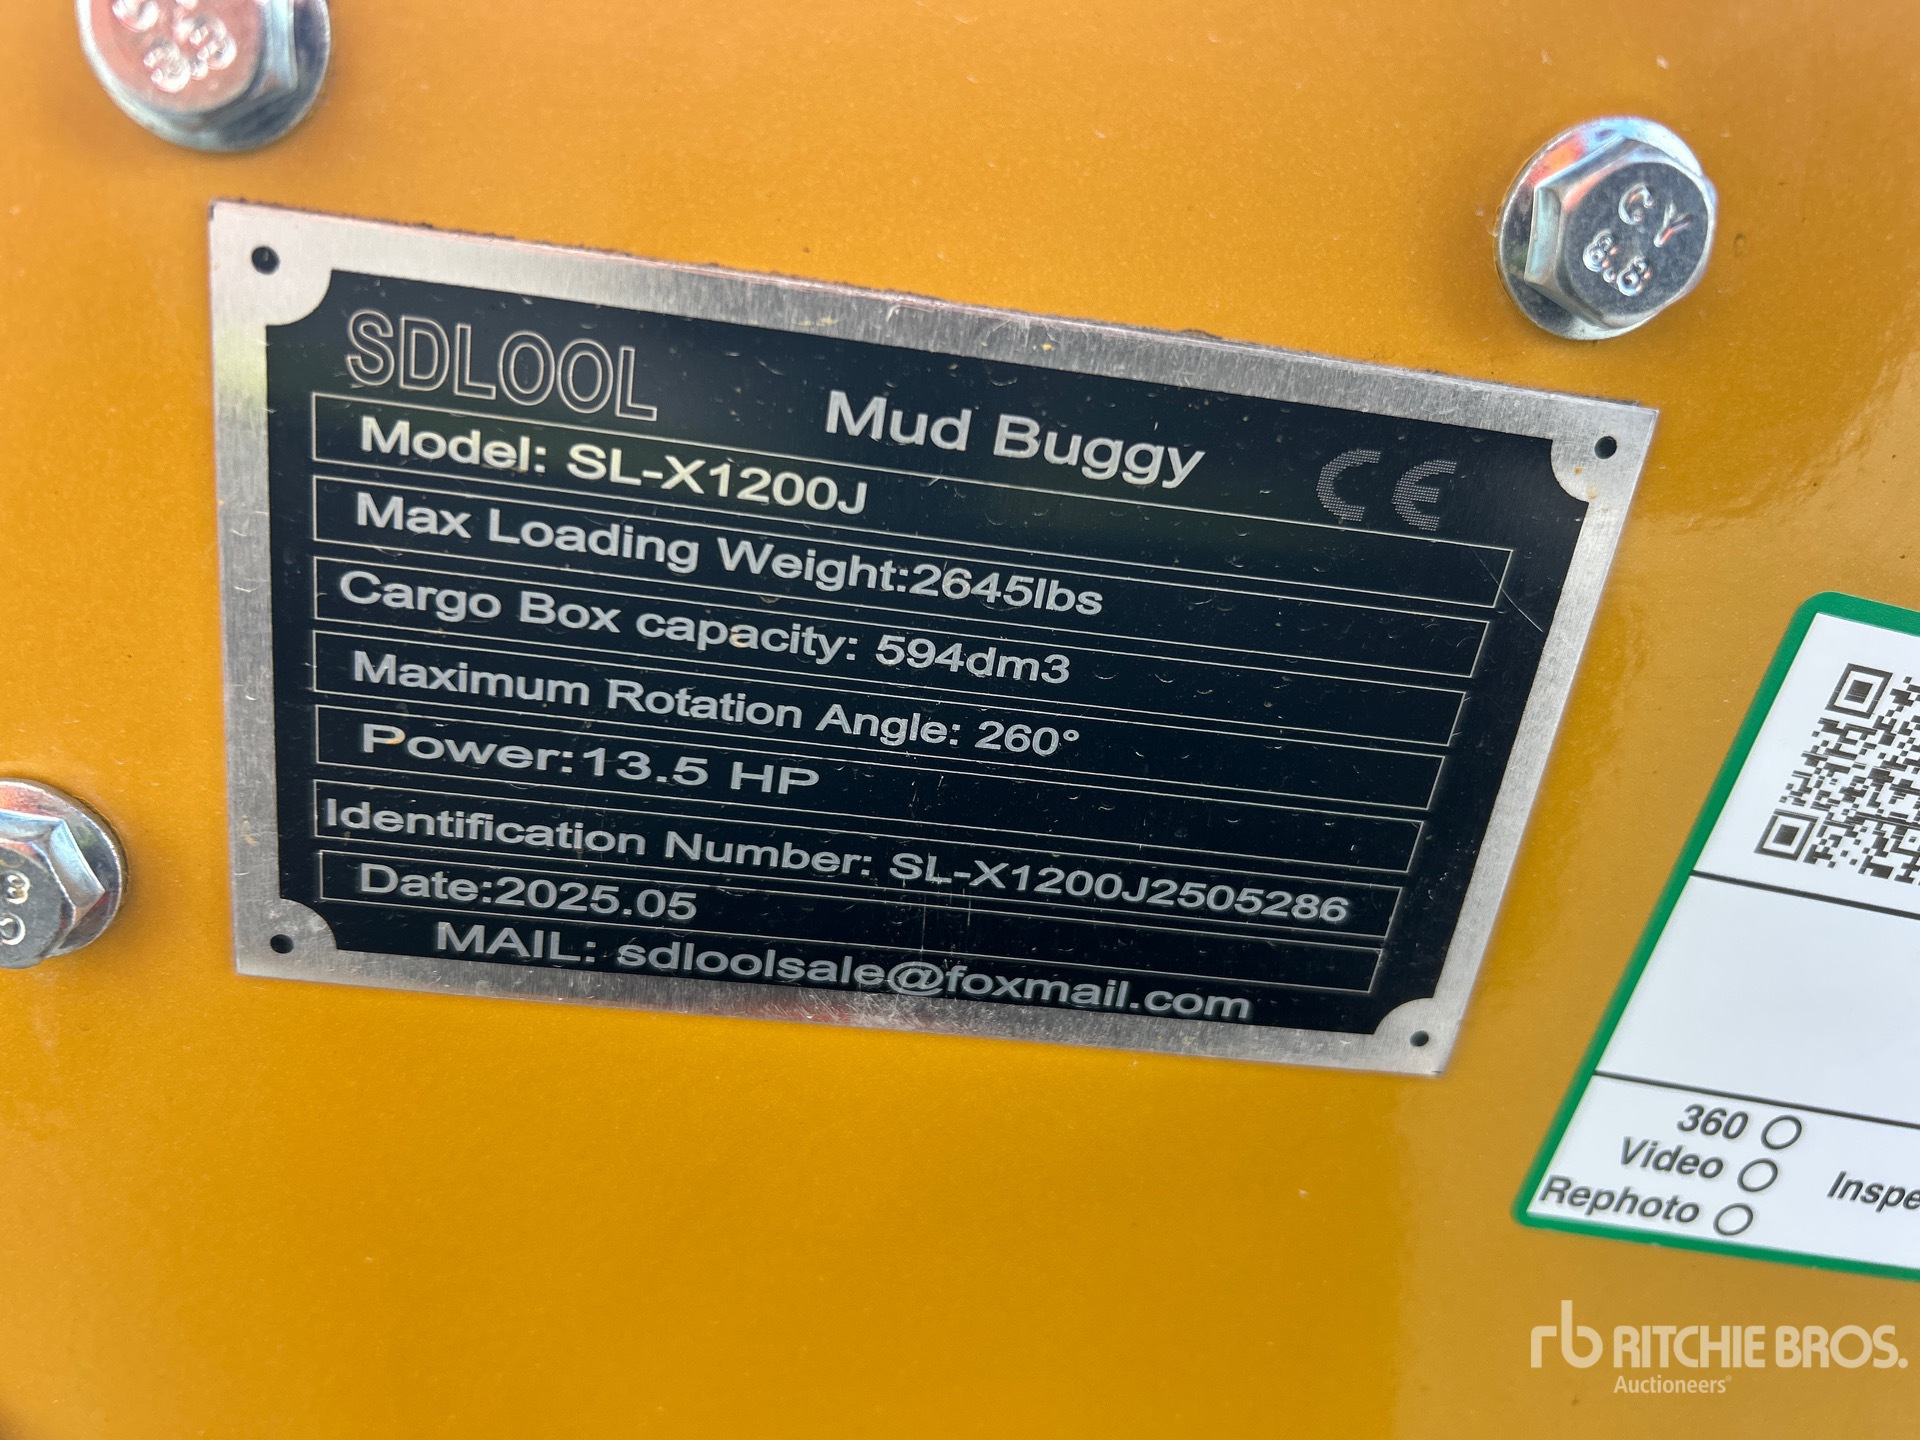 CY
8.8
SDLOOL
Mud Buggy
CE
Model: SL-X1200J
Max Loading Weight:2645lbs
Cargo Box capacity: 594dm3
Maximum Rotation Angle: 260°
Power:13.5 HP
Identification Number: SL-X1200J2505286
Date:2025.05
MAIL: sdloolsale@foxmail.com
360
Video
Rephoto
Inspe
rb RITCHIE BROS.
Auctioneers